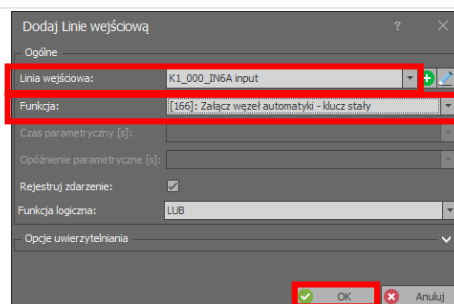 Dodaj Linie wejściową ? ×
Ogólne
Linia wejściowa: K1_000_IN6A input
Funkcja: [166]: Załącz węzeł automatyki - klucz stały
Czas parametryczny [s]:
Opóźnienie parametryczne [s]:
Rejestruj zdarzenie:
Funkcja logiczna: LUB
Opcje uwierzytelniania
OK Anuluj